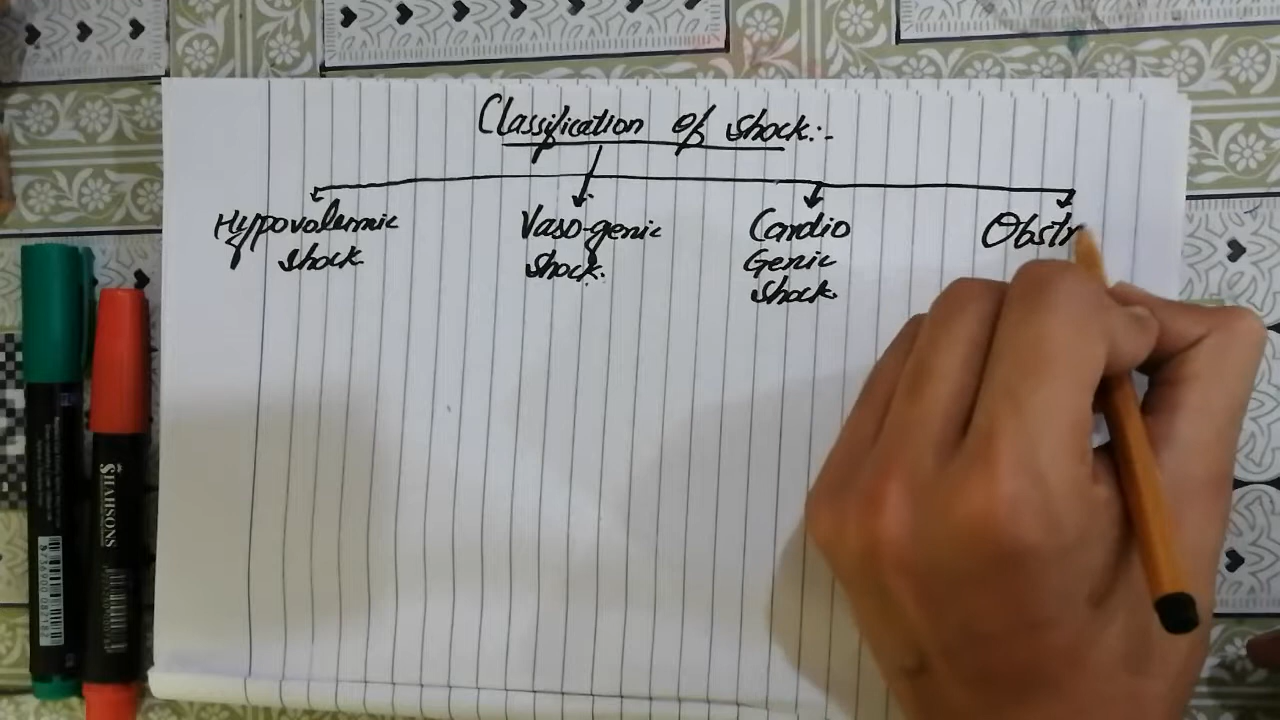 Classification of shock:-
Hypovolemic
shock
Vaso-genic
shock.
Cardio
Genic
shock.
Obstr
SHAHSONS